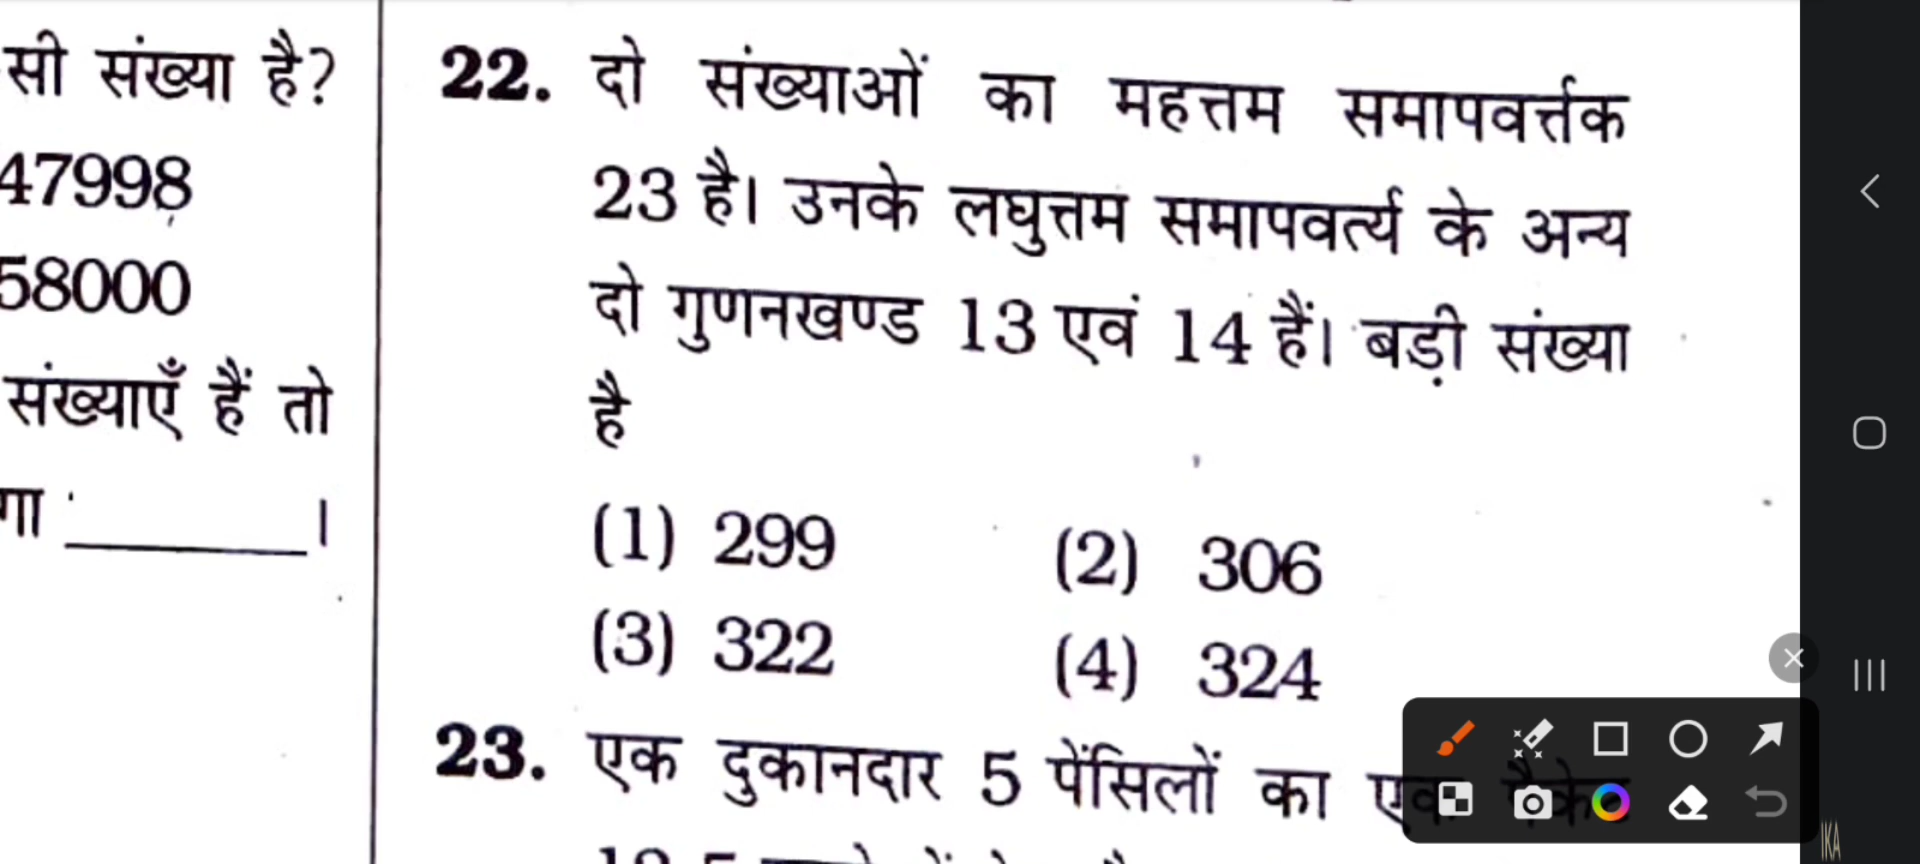 सी संख्या है?
47998
58000
संख्याएँ हैं तो
गा ________।
22. दो संख्याओं का महत्तम समापवर्त्तक
23 है। उनके लघुत्तम समापवर्त्य के अन्य
दो गुणनखण्ड 13 एवं 14 हैं। बड़ी संख्या
है
(1) 299 (2) 306
(3) 322 (4) 324
23. एक दुकानदार 5 पेंसिलों का